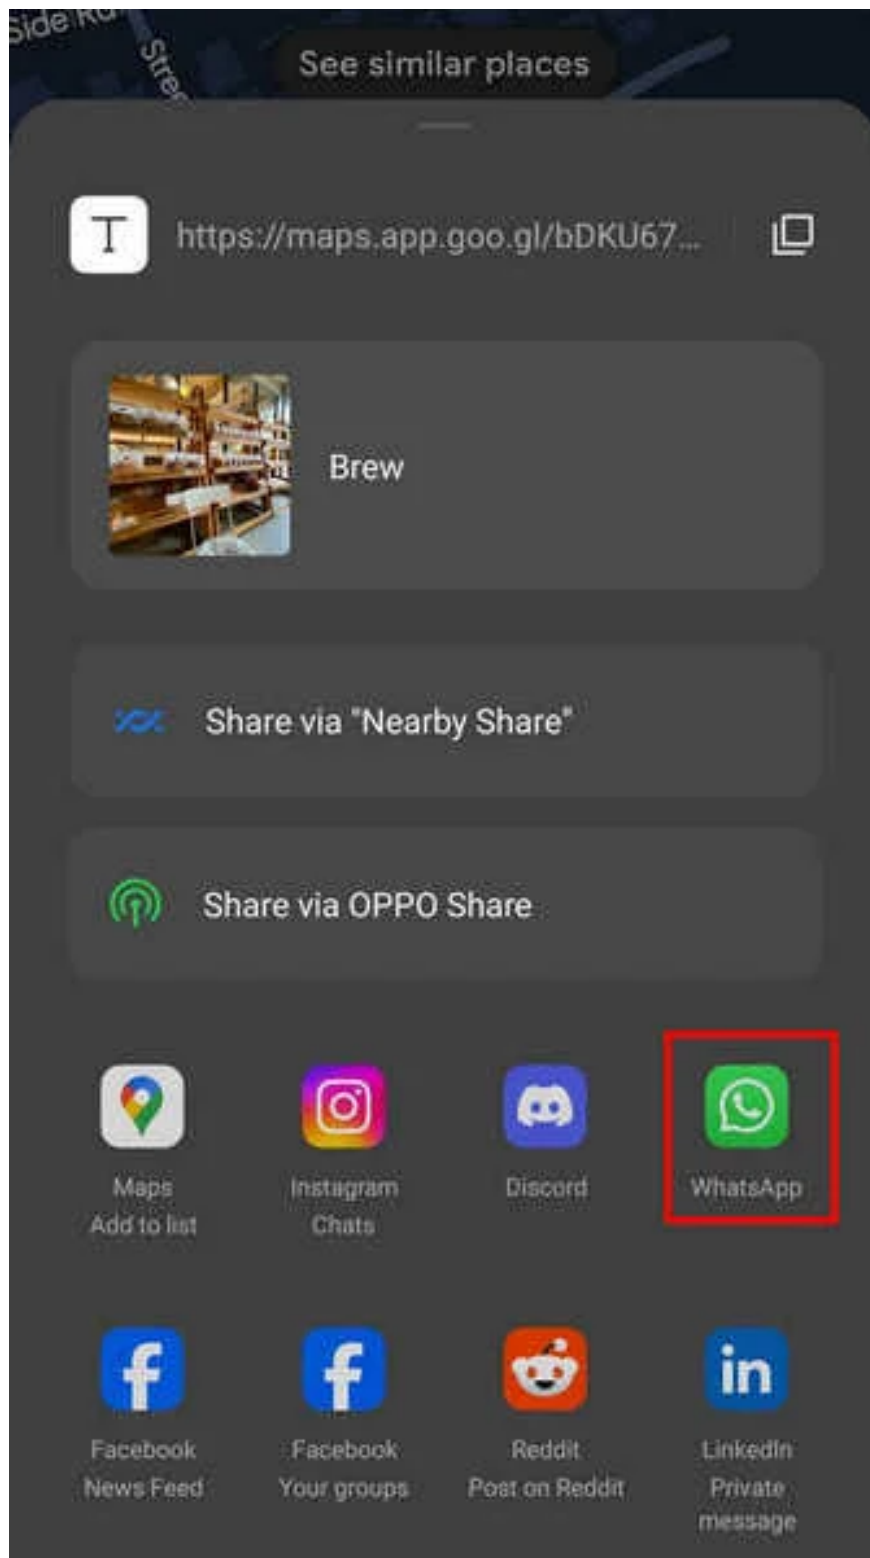 Side Ro
Street
See similar places
T
https://maps.app.goo.gl/bDKU67...
Brew
Share via "Nearby Share"
Share via OPPO Share
Maps
Add to list
Instagram
Chats
Discord
WhatsApp
Facebook
News Feed
Facebook
Your groups
Reddit
Post on Reddit
in
LinkedIn
Private
message